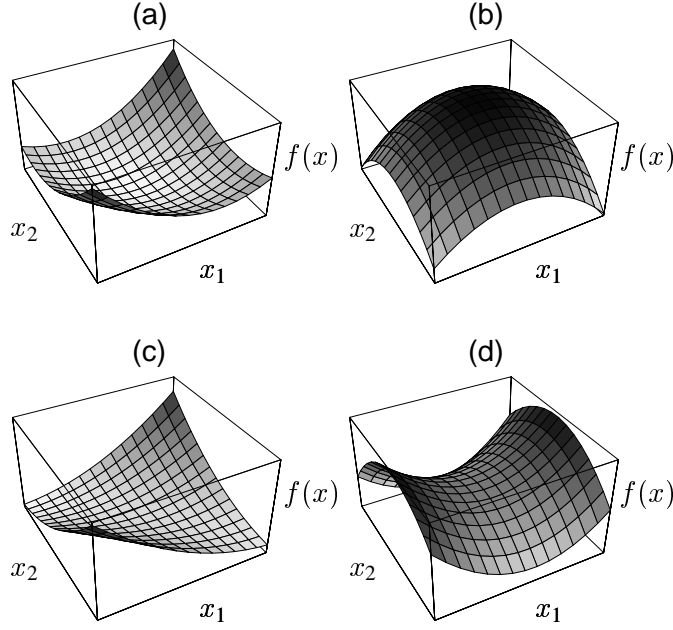 (a)
(b)
f(x)
f(x)
x₂
x₁
x₂
x₁
(c)
(d)
f(x)
f(x)
x₂
x₁
x₂
x₁